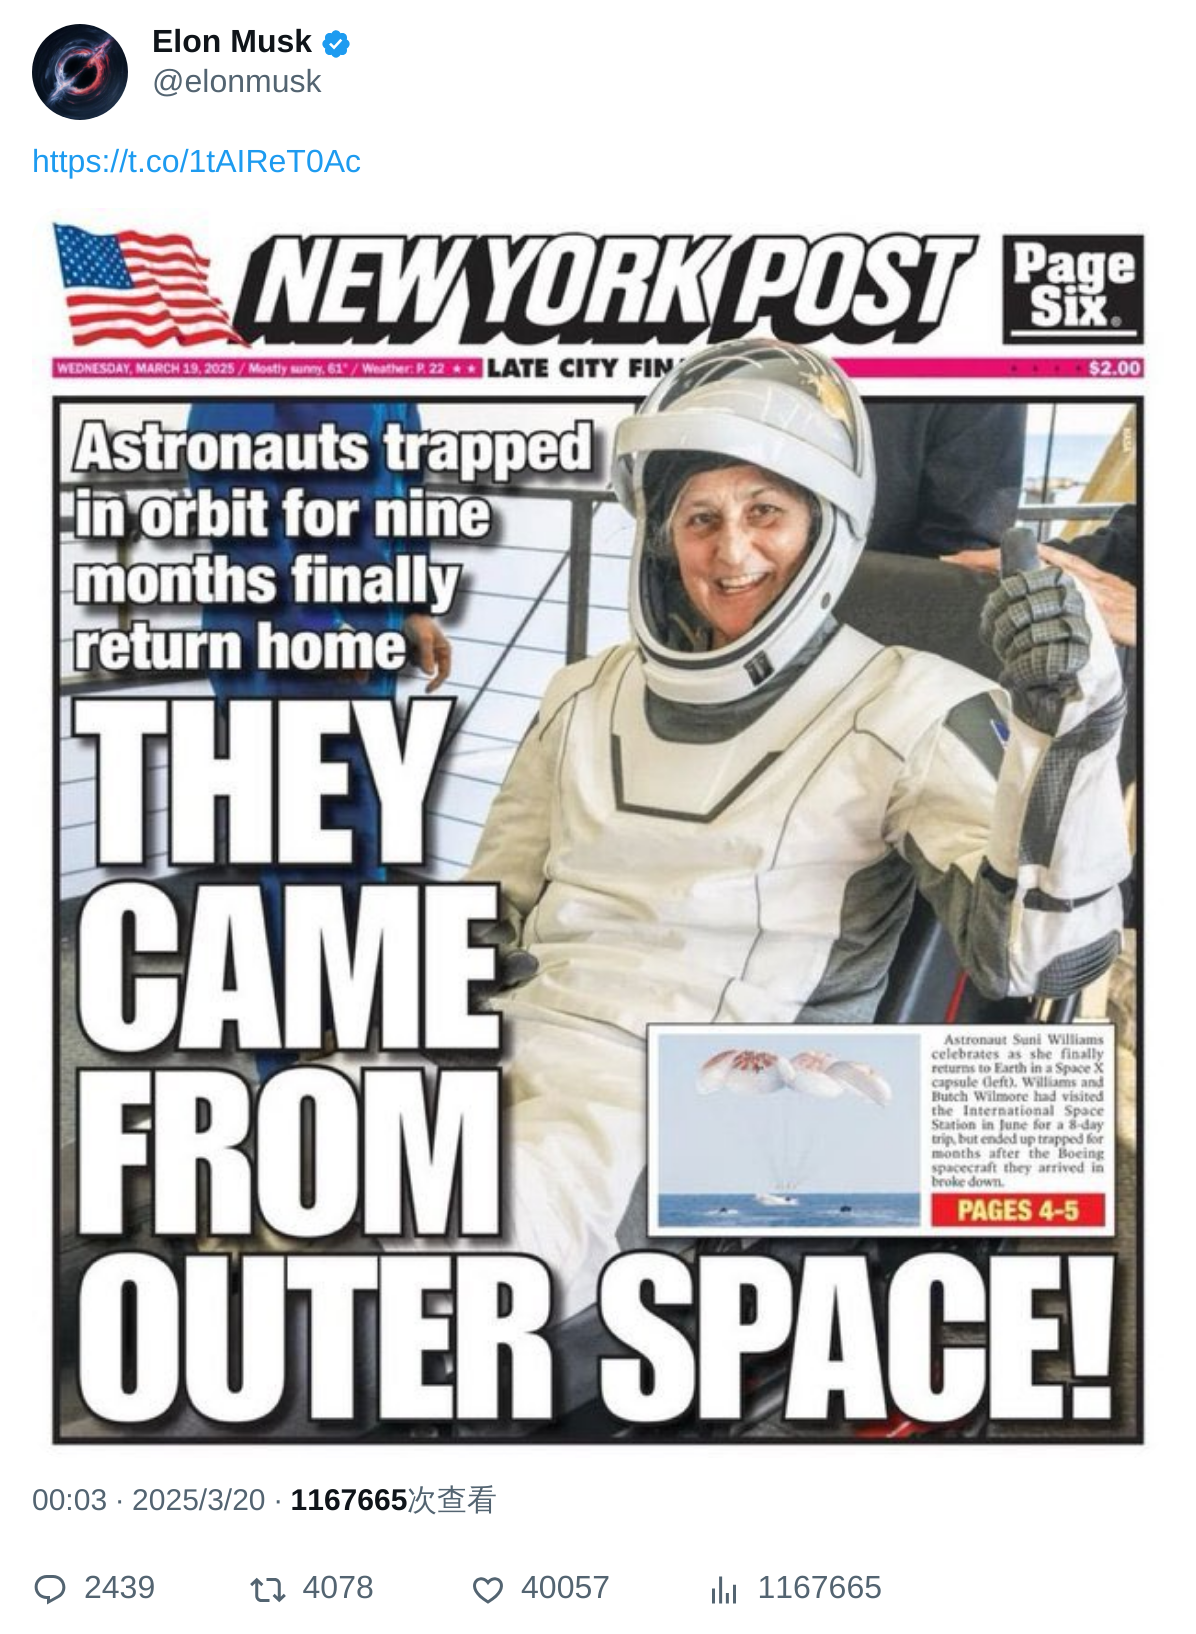 Elon Musk
@elonmusk
https://t.co/1tAIReT0Ac
NEW YORK POST
Page
Six®
WEDNESDAY, MARCH 19, 2025 / Mostly sunny, 61° / Weather: P. 22 ★ ★
LATE CITY FIN
$2.00
NASA
Astronauts trapped
in orbit for nine
months finally
return home
THEY
CAME
FROM
OUTER SPACE!
Astronaut Suni Williams
celebrates as she finally
returns to Earth in a Space X
capsule (left). Williams and
Butch Wilmore had visited
the International Space
Station in June for a 8-day
trip, but ended up trapped for
months after the Boeing
spacecraft they arrived in
broke down.
PAGES 4-5
00:03 · 2025/3/20 · 1167665次查看
2439
4078
40057
1167665